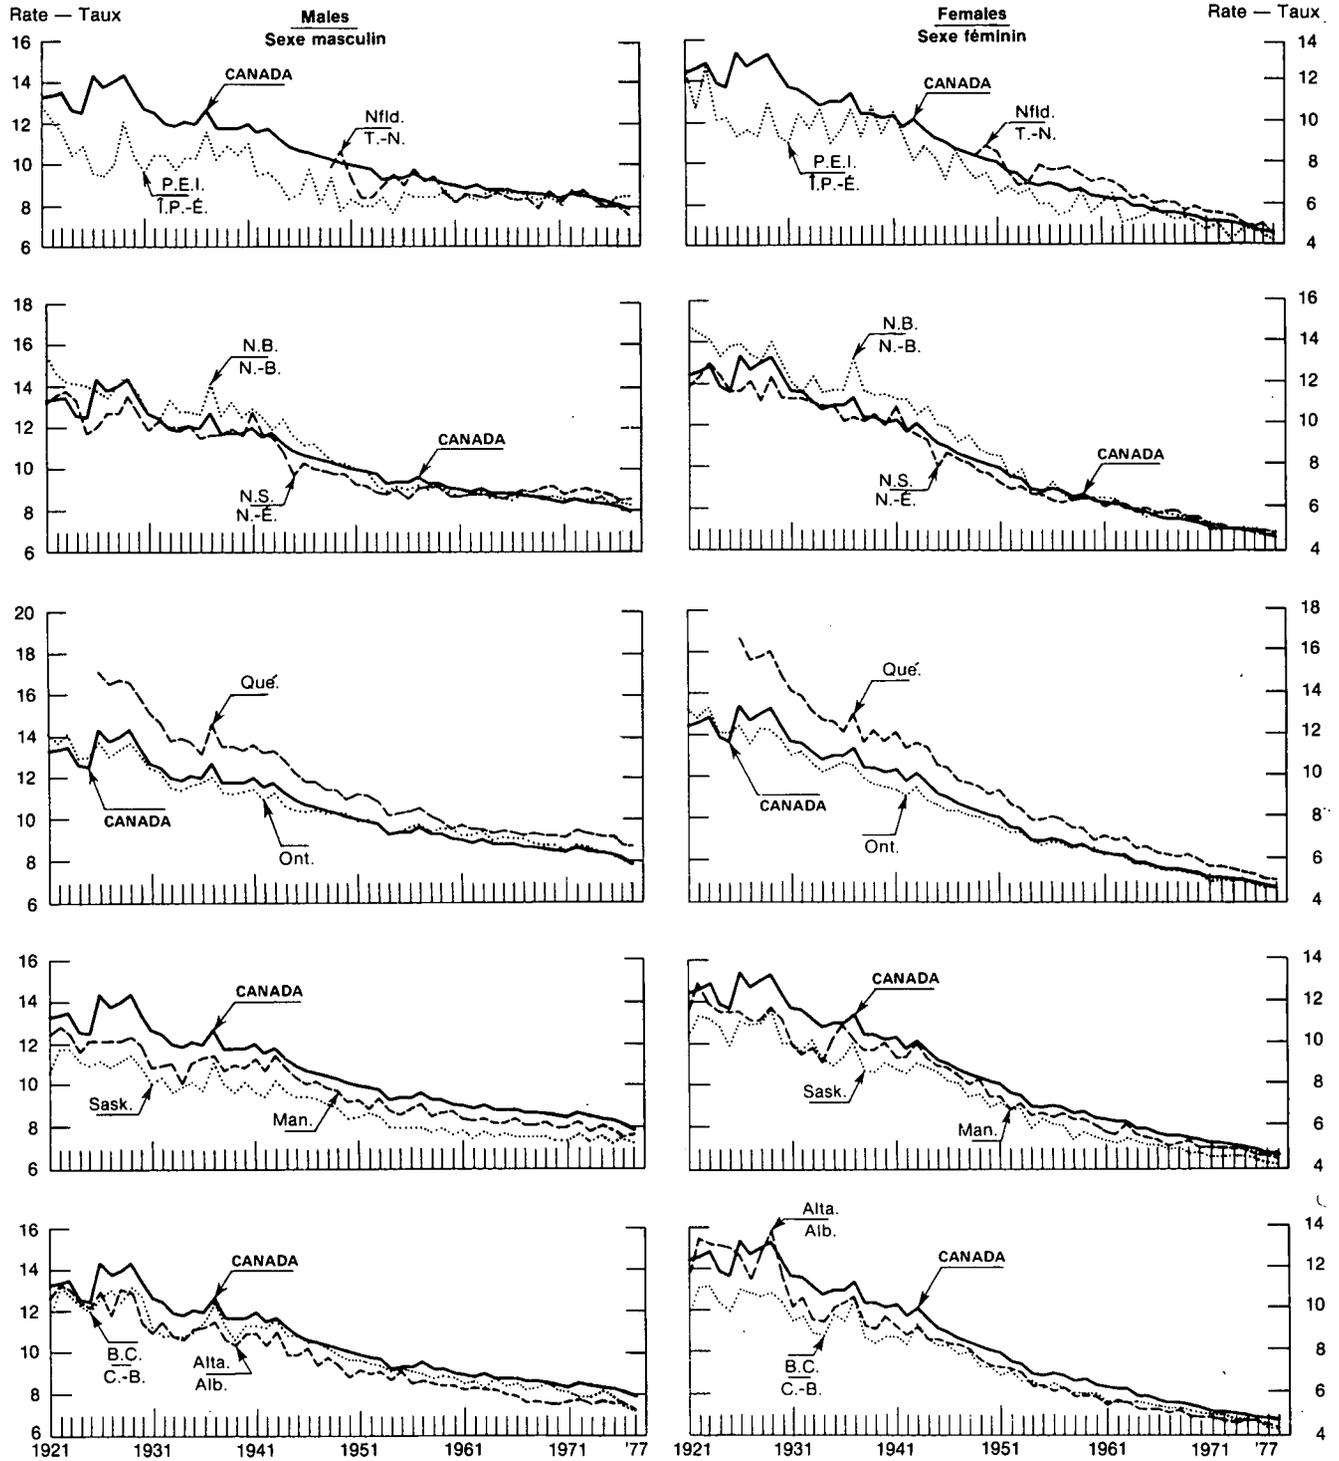 Rate — Taux
Males
Sexe masculin
Females
Sexe féminin
Rate — Taux
16
14
12
10
8
6
CANADA
Nfld.
T.-N.
P.E.I.
Î.P.-É.
CANADA
Nfld.
T.-N.
P.E.I.
Î.P.-É.
14
12
10
8
6
4
18
16
14
12
10
8
6
N.B.
N.-B.
CANADA
N.S.
N.-É.
N.B.
N.-B.
CANADA
N.S.
N.-É.
16
14
12
10
8
6
4
20
18
16
14
12
10
8
6
Qué.
CANADA
Ont.
Qué.
CANADA
Ont.
18
16
14
12
10
8
6
4
16
14
12
10
8
6
CANADA
Sask.
Man.
CANADA
Sask.
Man.
14
12
10
8
6
4
16
14
12
10
8
6
CANADA
B.C.
C.-B.
Alta.
Alb.
Alta.
Alb.
CANADA
B.C.
C.-B.
14
12
10
8
6
4
1921 1931 1941 1951 1961 1971 '77
1921 1931 1941 1951 1961 1971 '77